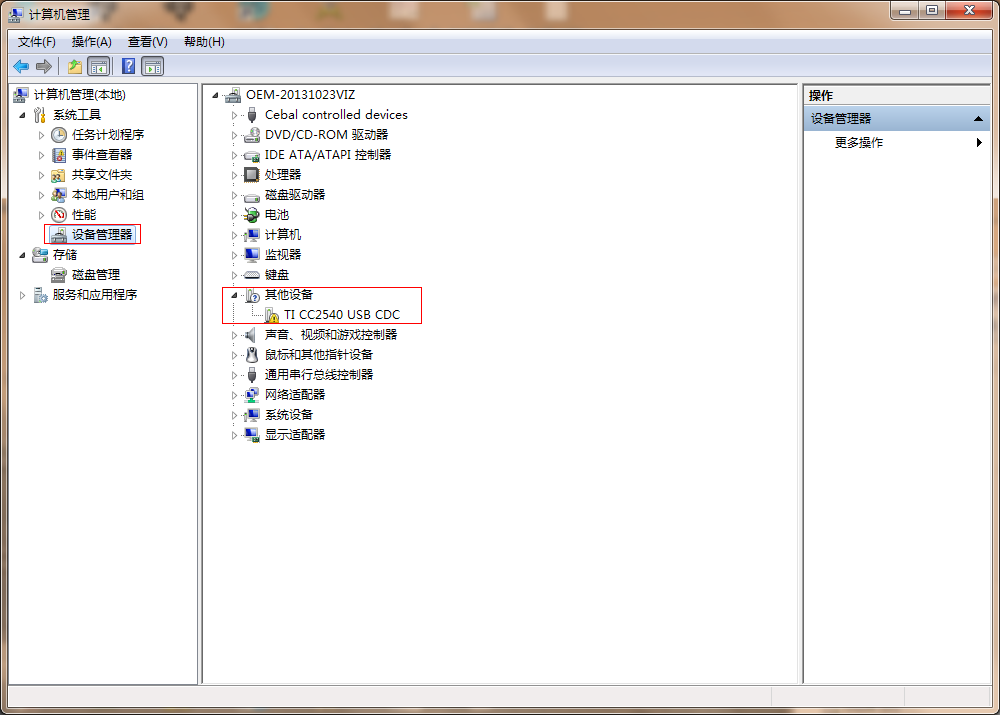 计算机管理
文件(F) 操作(A) 查看(V) 帮助(H)
计算机管理(本地)
系统工具
任务计划程序
事件查看器
共享文件夹
本地用户和组
性能
设备管理器
存储
磁盘管理
服务和应用程序
OEM-20131023VIZ
Cebal controlled devices
DVD/CD-ROM 驱动器
IDE ATA/ATAPI 控制器
处理器
磁盘驱动器
电池
计算机
监视器
键盘
其他设备
TI CC2540 USB CDC
声音、视频和游戏控制器
鼠标和其他指针设备
通用串行总线控制器
网络适配器
系统设备
显示适配器
操作
设备管理器
更多操作